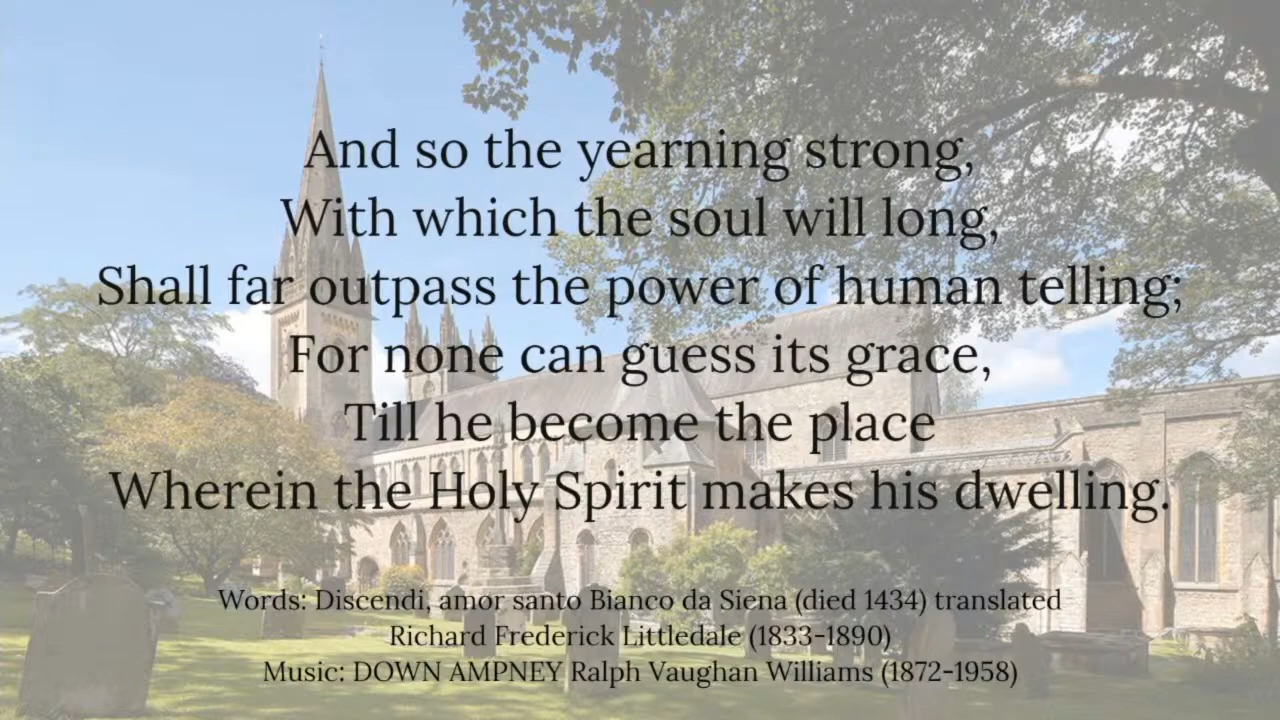 And so the yearning strong,
With which the soul will long,
Shall far outpass the power of human telling;
For none can guess its grace,
Till he become the place
Wherein the Holy Spirit makes his dwelling.
Words: Discendi, amor santo Bianco da Siena (died 1434) translated
Richard Frederick Littledale (1833-1890)
Music: DOWN AMPNEY Ralph Vaughan Williams (1872-1958)